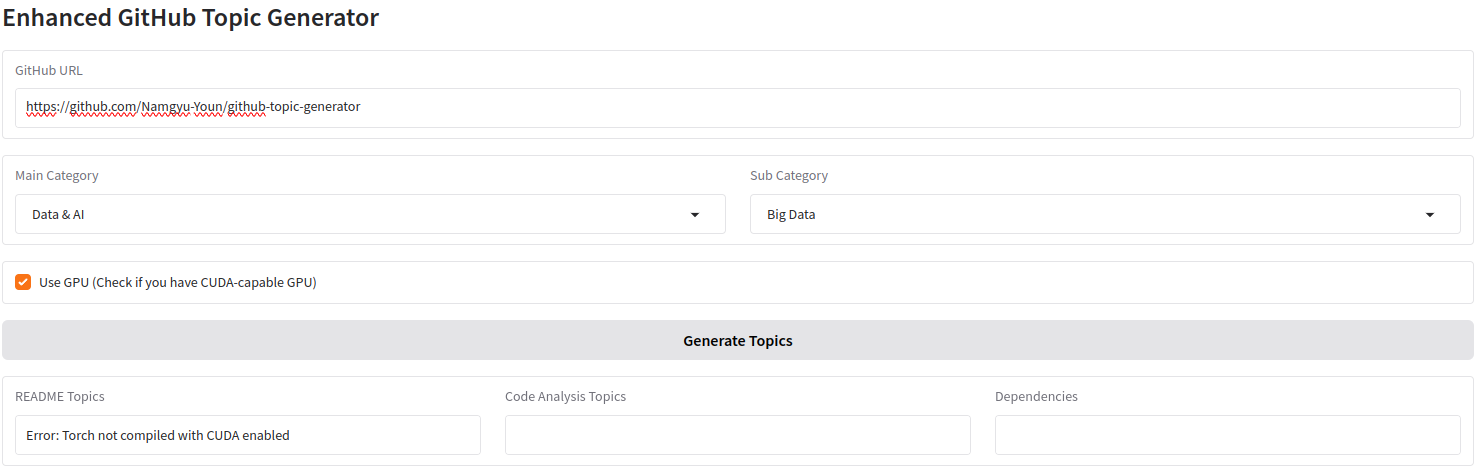 Enhanced GitHub Topic Generator
GitHub URL
https://github.com/Namgyu-Youn/github-topic-generator
Main Category
Sub Category
Data & AI
Big Data
Use GPU (Check if you have CUDA-capable GPU)
Generate Topics
README Topics
Code Analysis Topics
Dependencies
Error: Torch not compiled with CUDA enabled